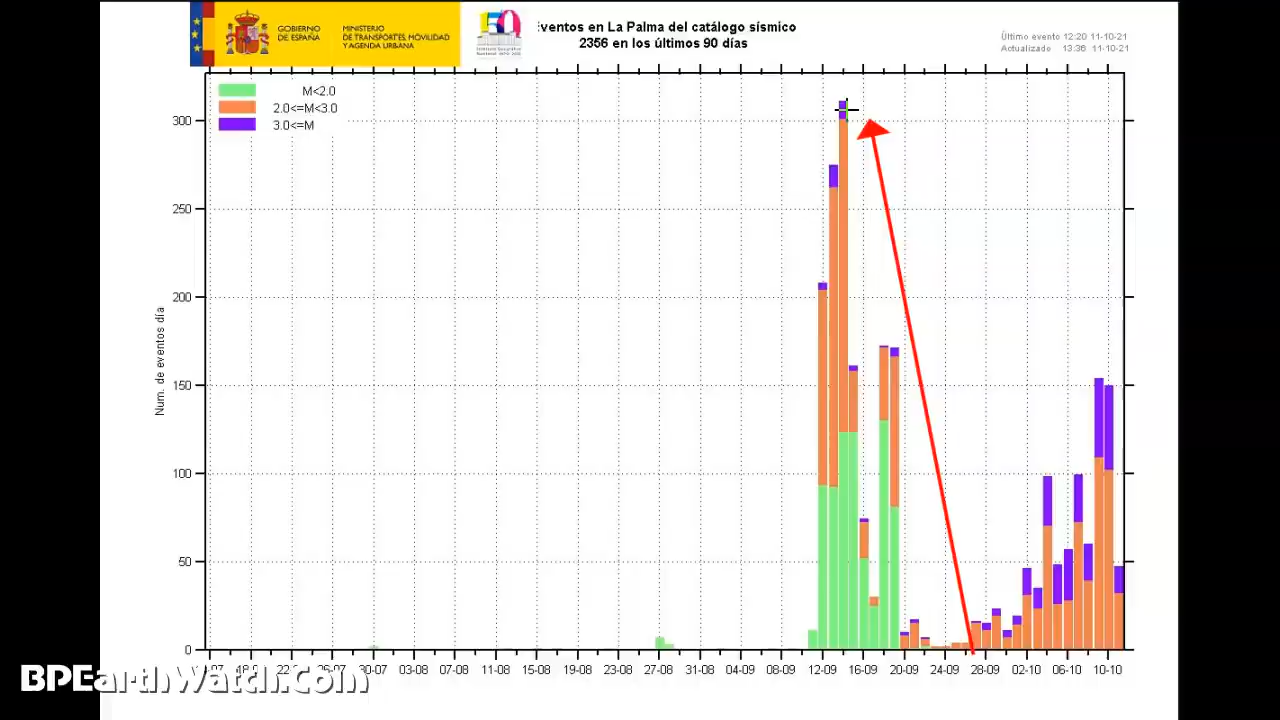 GOBIERNO
DE ESPAÑA
MINISTERIO
DE TRANSPORTES, MOVILIDAD
Y AGENDA URBANA
50
Eventos en La Palma del catálogo sísmico
2356 en los últimos 90 días
Último evento 12:20 11-10-21
Actualizado 13:36 11-10-21
M<2.0
2.0<=M<3.0
3.0<=M
Num. de eventos día
300
250
200
150
100
50
0
30-07 03-08 07-08 11-08 15-08 19-08 23-08 27-08 31-08 04-09 08-09 12-09 16-09 20-09 24-09 28-09 02-10 06-10 10-10
BPEarthWatch.com